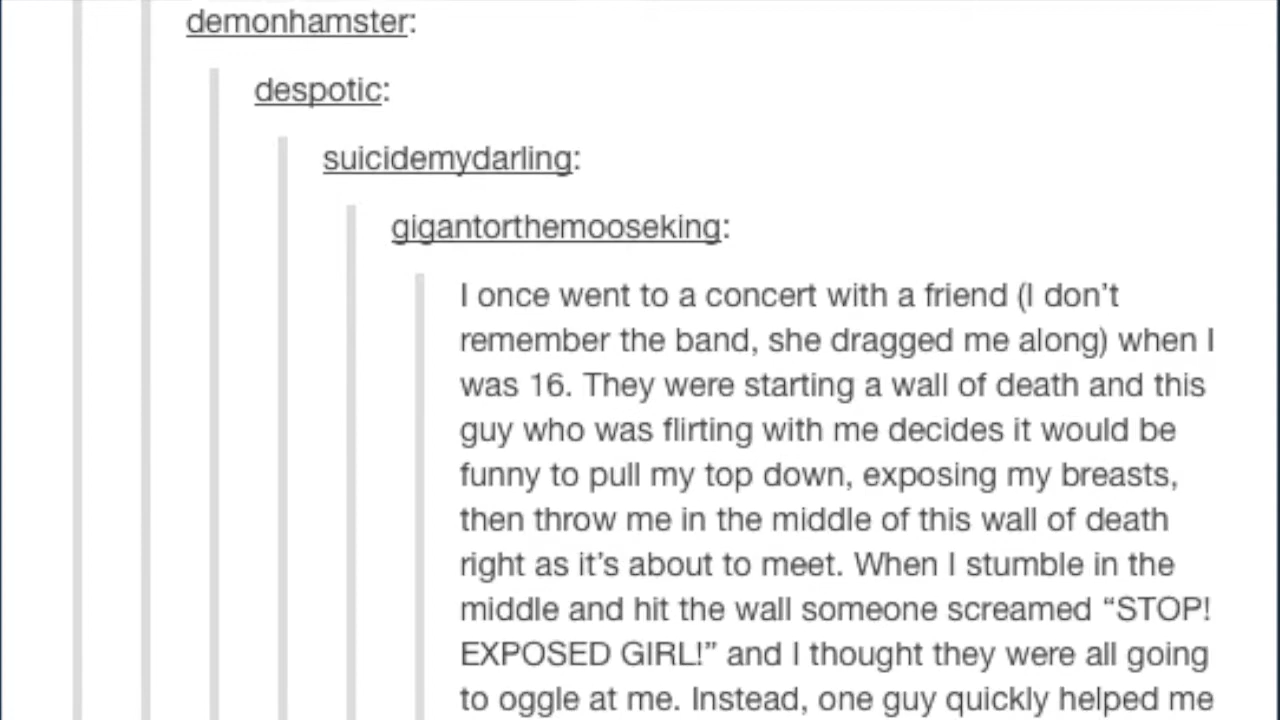 demonhamster:
despotic:
suicidemydarling:
gigantorthemooseking:
I once went to a concert with a friend (I don’t
remember the band, she dragged me along) when I
was 16. They were starting a wall of death and this
guy who was flirting with me decides it would be
funny to pull my top down, exposing my breasts,
then throw me in the middle of this wall of death
right as it’s about to meet. When I stumble in the
middle and hit the wall someone screamed “STOP!
EXPOSED GIRL!” and I thought they were all going
to oggle at me. Instead, one guy quickly helped me